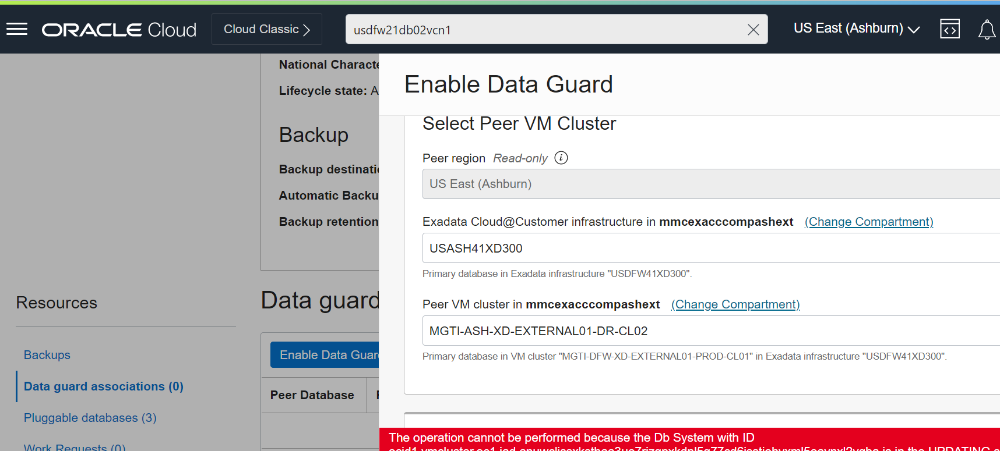 ORACLE Cloud
Cloud Classic
usdfw21db02vcn1
US East (Ashburn)
National Characte
Lifecycle state: A
Backup
Backup destinati
Automatic Backu
Backup retention
Resources
Backups
Data guard associations (0)
Pluggable databases (3)
Work Requests (0)
Data guard
Enable Data Guar
Peer Database
Enable Data Guard
Select Peer VM Cluster
Peer region Read-only
US East (Ashburn)
Exadata Cloud@Customer infrastructure in mmcexacccompashext (Change Compartment)
USASH41XD300
Primary database in Exadata infrastructure "USDFW41XD300".
Peer VM cluster in mmcexacccompashext (Change Compartment)
MGTI-ASH-XD-EXTERNAL01-DR-CL02
Primary database in VM cluster "MGTI-DFW-XD-EXTERNAL01-PROD-CL01" in Exadata infrastructure "USDFW41XD300".
The operation cannot be performed because the Db System with ID
is in the UPDATING